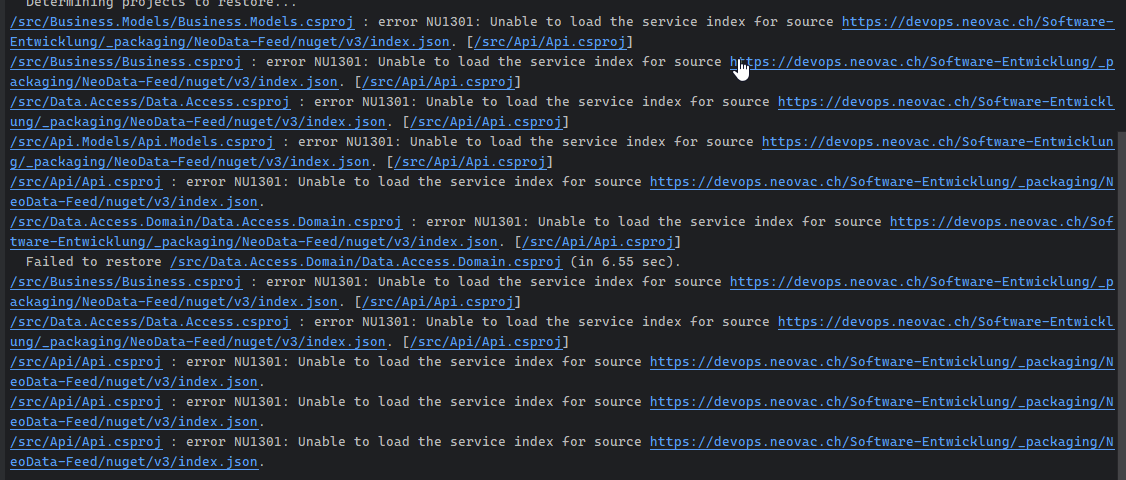 Determining projects to restore...
/src/Business.Models/Business.Models.csproj : error NU1301: Unable to load the service index for source https://devops.neovac.ch/Software-
Entwicklung/_packaging/NeoData-Feed/nuget/v3/index.json. [/src/Api/Api.csproj]
/src/Business/Business.csproj : error NU1301: Unable to load the service index for source https://devops.neovac.ch/Software-Entwicklung/_p
ackaging/NeoData-Feed/nuget/v3/index.json. [/src/Api/Api.csproj]
/src/Data.Access/Data.Access.csproj : error NU1301: Unable to load the service index for source https://devops.neovac.ch/Software-Entwickl
ung/_packaging/NeoData-Feed/nuget/v3/index.json. [/src/Api/Api.csproj]
/src/Api.Models/Api.Models.csproj : error NU1301: Unable to load the service index for source https://devops.neovac.ch/Software-Entwicklun
g/_packaging/NeoData-Feed/nuget/v3/index.json. [/src/Api/Api.csproj]
/src/Api/Api.csproj : error NU1301: Unable to load the service index for source https://devops.neovac.ch/Software-Entwicklung/_packaging/N
eoData-Feed/nuget/v3/index.json.
/src/Data.Access.Domain/Data.Access.Domain.csproj : error NU1301: Unable to load the service index for source https://devops.neovac.ch/Sof
tware-Entwicklung/_packaging/NeoData-Feed/nuget/v3/index.json. [/src/Api/Api.csproj]
Failed to restore /src/Data.Access.Domain/Data.Access.Domain.csproj (in 6.55 sec).
/src/Business/Business.csproj : error NU1301: Unable to load the service index for source https://devops.neovac.ch/Software-Entwicklung/_p
ackaging/NeoData-Feed/nuget/v3/index.json. [/src/Api/Api.csproj]
/src/Data.Access/Data.Access.csproj : error NU1301: Unable to load the service index for source https://devops.neovac.ch/Software-Entwickl
ung/_packaging/NeoData-Feed/nuget/v3/index.json. [/src/Api/Api.csproj]
/src/Api/Api.csproj : error NU1301: Unable to load the service index for source https://devops.neovac.ch/Software-Entwicklung/_packaging/N
eoData-Feed/nuget/v3/index.json.
/src/Api/Api.csproj : error NU1301: Unable to load the service index for source https://devops.neovac.ch/Software-Entwicklung/_packaging/N
eoData-Feed/nuget/v3/index.json.
/src/Api/Api.csproj : error NU1301: Unable to load the service index for source https://devops.neovac.ch/Software-Entwicklung/_packaging/N
eoData-Feed/nuget/v3/index.json.